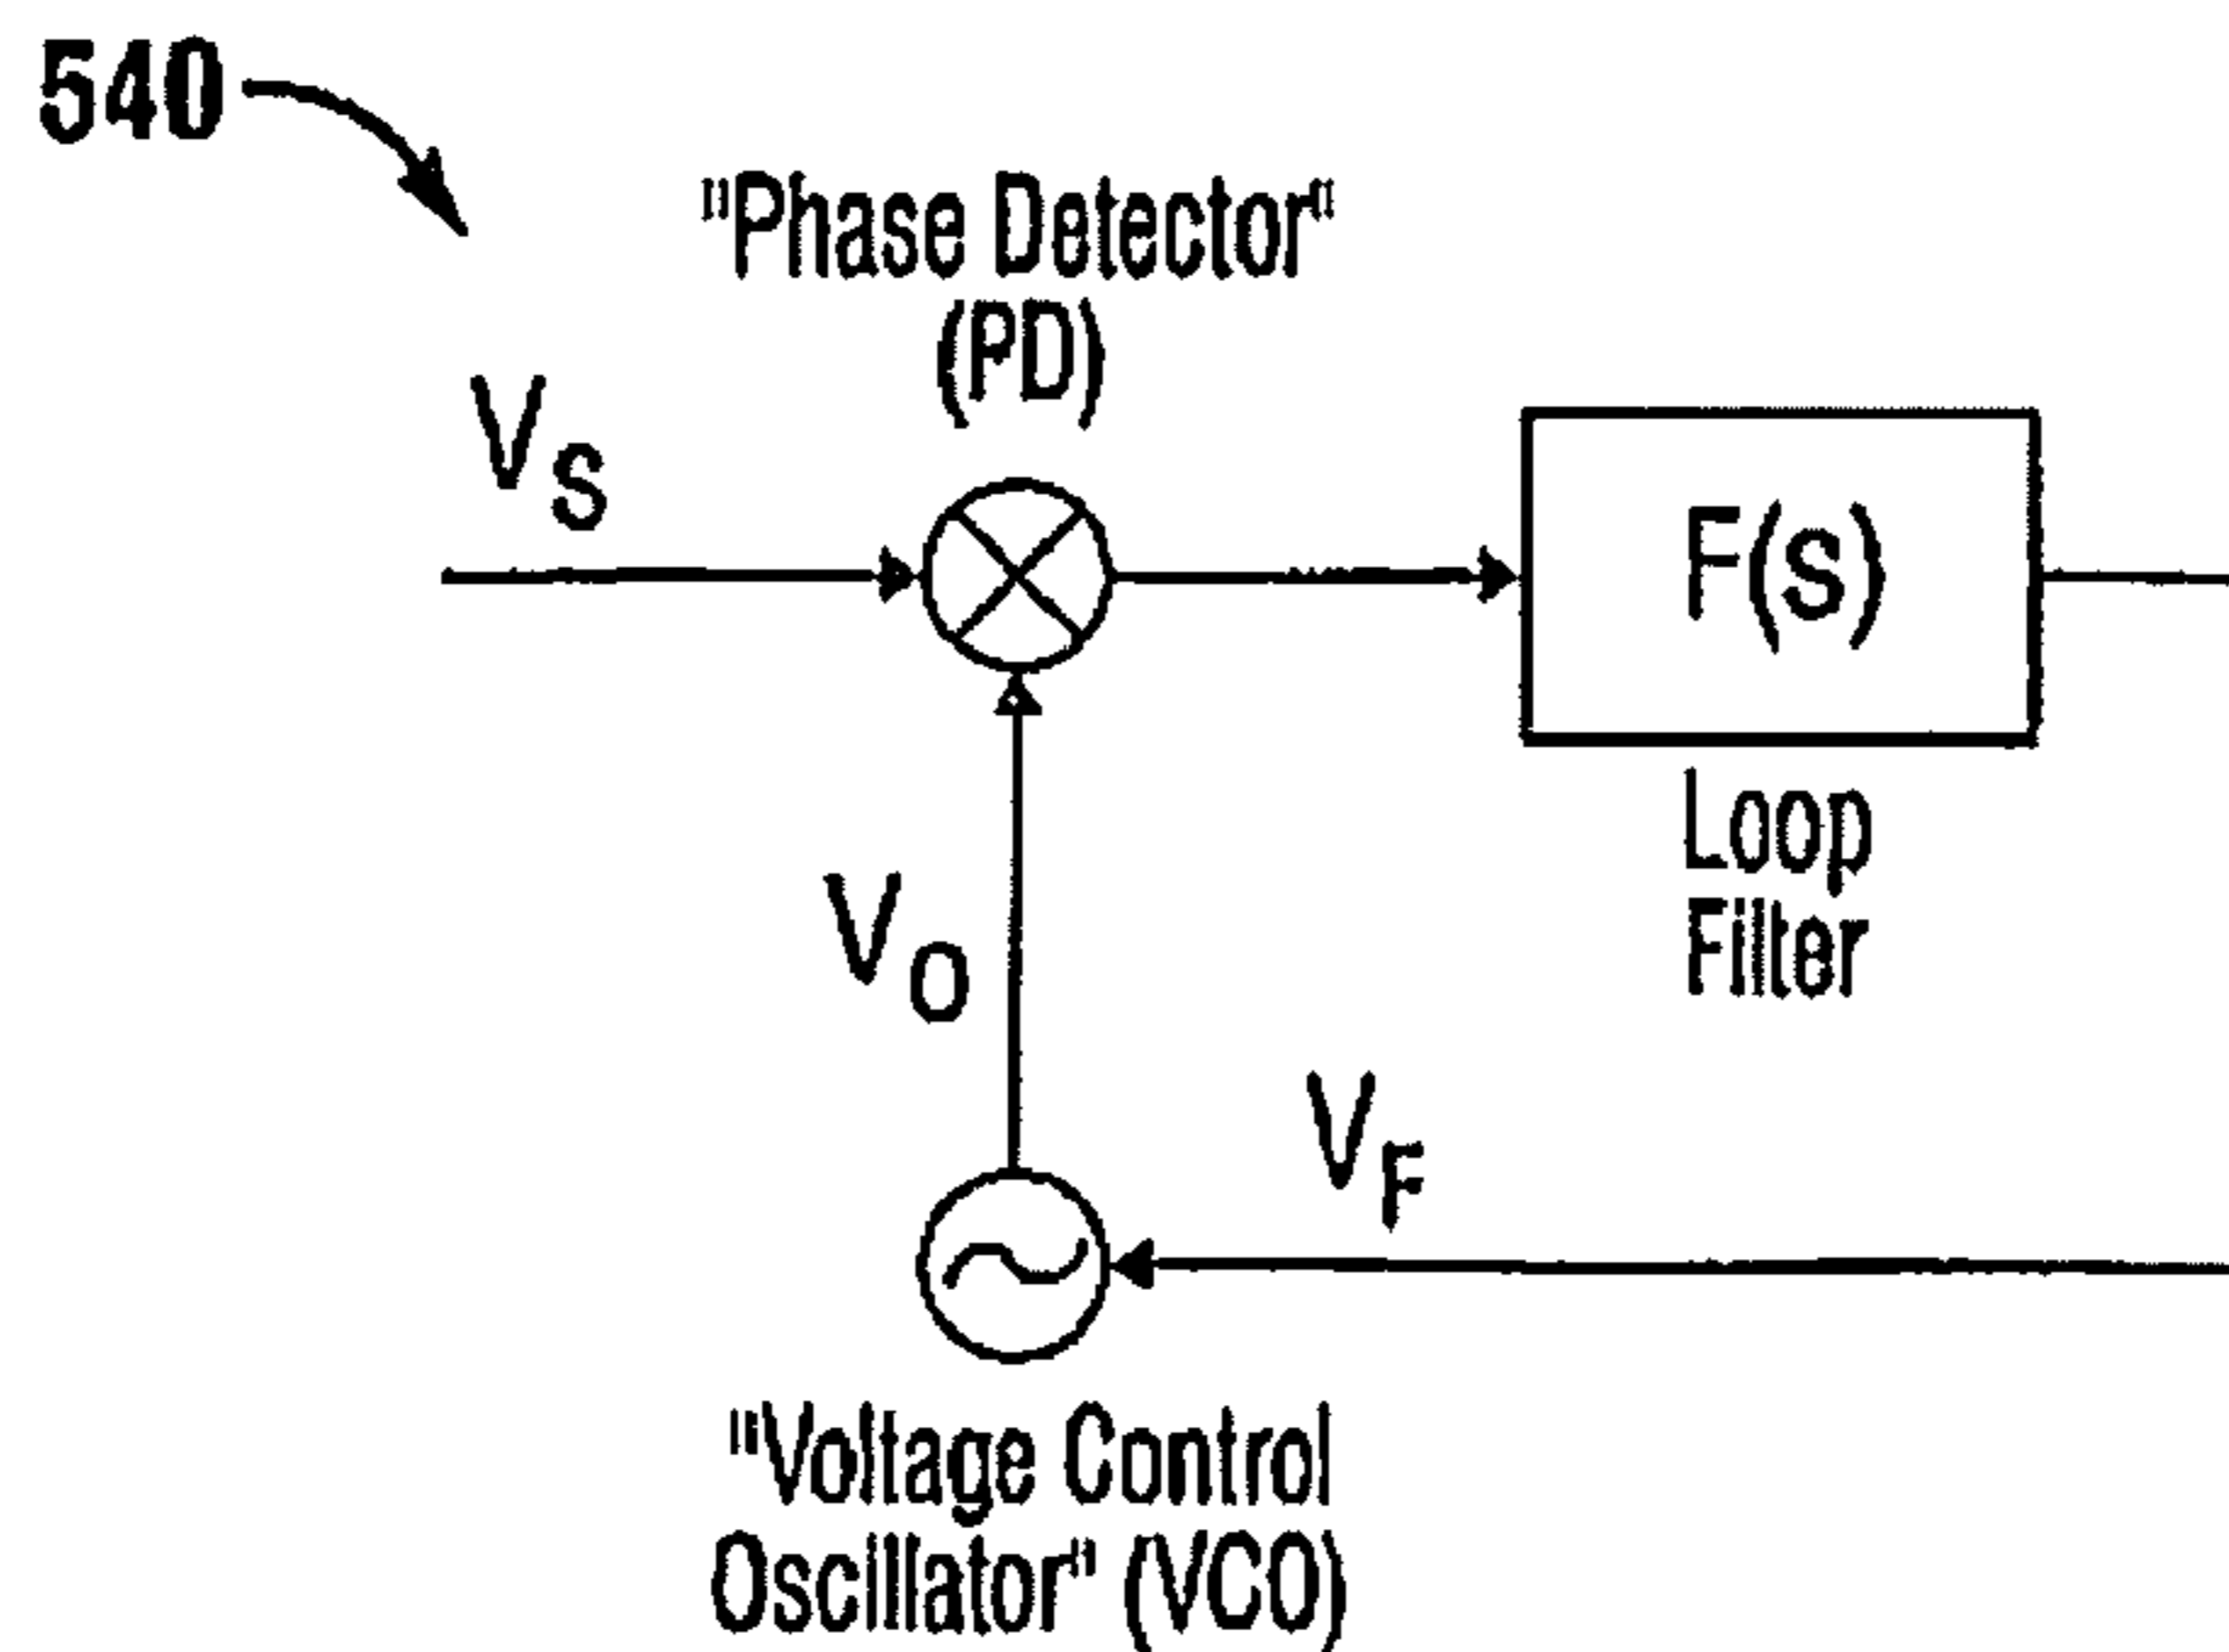 540
"Phase Detector"
(PD)
VS
F(s)
Loop
Filter
VO
VF
"Voltage Control
Oscillator" (VCO)